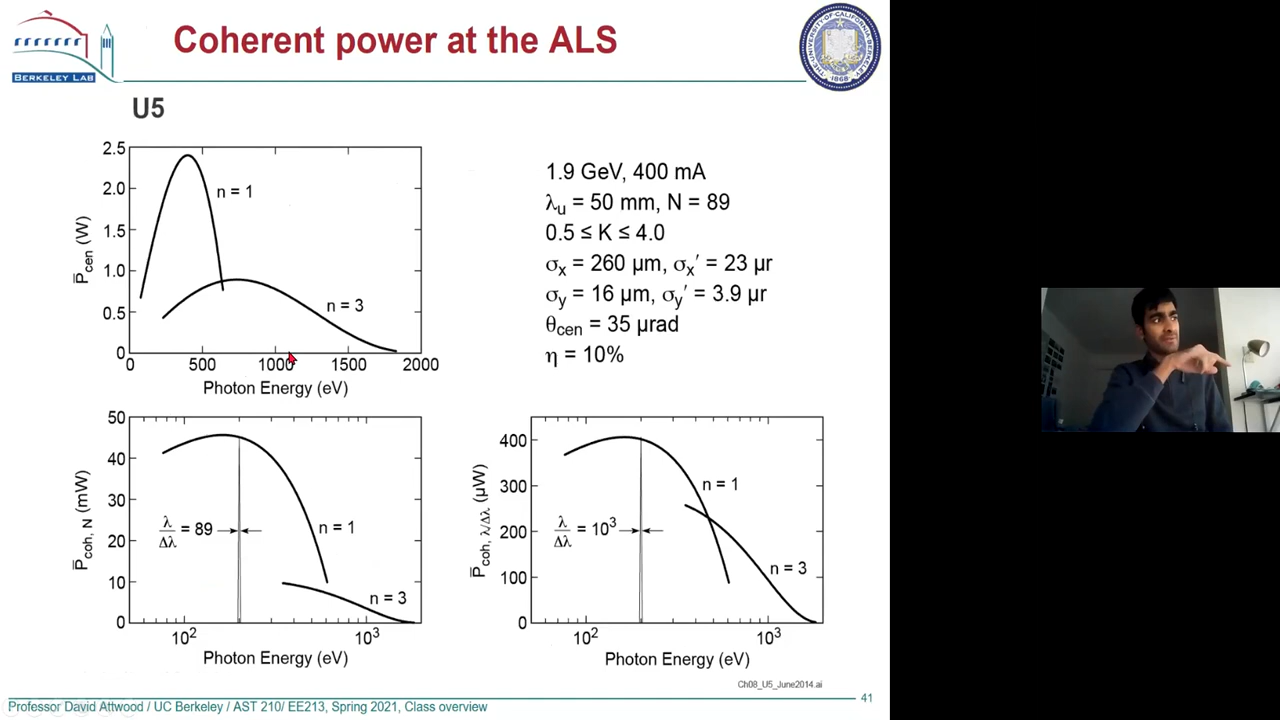 BERKELEY LAB
Coherent power at the ALS
UNIVERSITY OF CALIFORNIA BERKELEY
1868
U5
2.5
2.0
1.5
1.0
0.5
0
P̅cen (W)
n = 1
n = 3
0 500 1000 1500 2000
Photon Energy (eV)
1.9 GeV, 400 mA
λu = 50 mm, N = 89
0.5 ≤ K ≤ 4.0
σx = 260 µm, σx′ = 23 µr
σy = 16 µm, σy′ = 3.9 µr
θcen = 35 µrad
η = 10%
50
40
30
20
10
0
P̅coh, N (mW)
λ/Δλ = 89
n = 1
n = 3
10² 10³
Photon Energy (eV)
400
300
200
100
0
P̅coh, λ/Δλ (µW)
λ/Δλ = 10³
n = 1
n = 3
10² 10³
Photon Energy (eV)
Ch08_U5_June2014.ai
Professor David Attwood / UC Berkeley / AST 210/ EE213, Spring 2021, Class overview
41